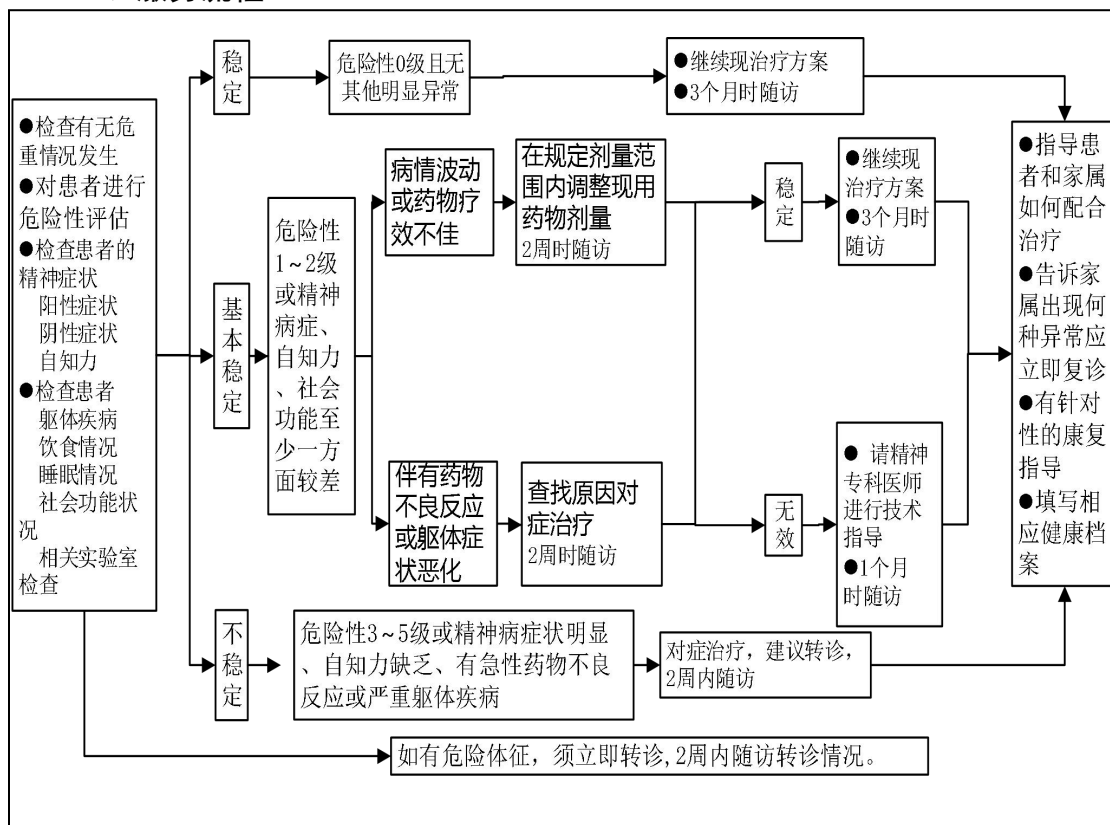 ●检查有无危
重情况发生
●对患者进行
危险性评估
●检查患者的
精神症状
阳性症状
阴性症状
自知力
●检查患者
躯体疾病
饮食情况
睡眠情况
社会功能状
况
相关实验室
检查
稳
定
危险性0级且无
其他明显异常
●继续现治疗方案
●3个月时随访
基
本
稳
定
危险性
1～2级
或精神
病症、
自知力
、社会
功能至
少一方
面较差
病情波动
或药物疗
效不佳
在规定剂量范
围内调整现用
药物剂量
2周时随访
伴有药物
不良反应
或躯体症
状恶化
查找原因对
症治疗
2周时随访
稳
定
●继续现
治疗方案
●3个月时
随访
无
效
● 请精神
专科医师
进行技术
指导
●1个月
时随访
不
稳
定
危险性3～5级或精神病症状明显
、自知力缺乏、有急性药物不良
反应或严重躯体疾病
对症治疗，建议转诊，
2周内随访
●指导患
者和家属
如何配合
治疗
●告诉家
属出现何
种异常应
立即复诊
●有针对
性的康复
指导
●填写相
应健康档
案
如有危险体征，须立即转诊,2周内随访转诊情况。